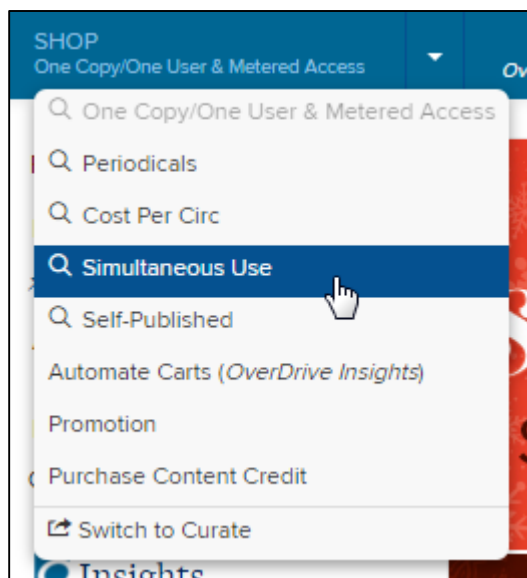 SHOP
One Copy/One User & Metered Access
Ov
One Copy/One User & Metered Access
Periodicals
Cost Per Circ
Simultaneous Use
Self-Published
Automate Carts (OverDrive Insights)
Promotion
Purchase Content Credit
Switch to Curate
Insights